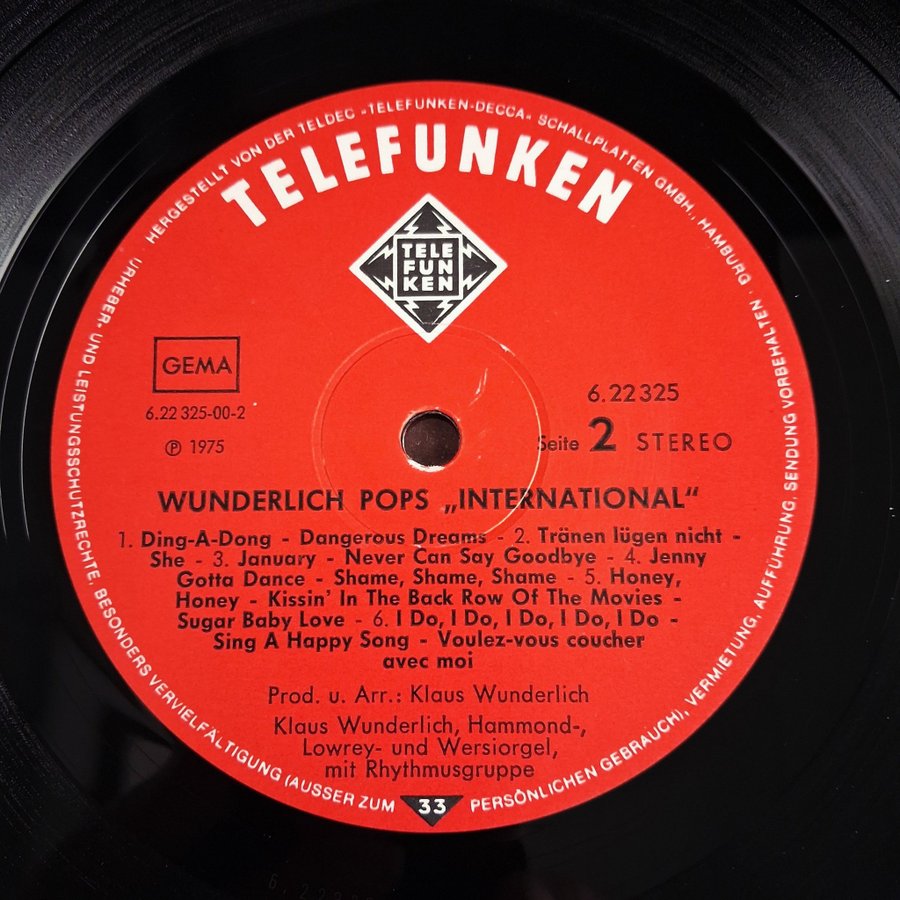 HERGESTELLT VON DER TELDEC »TELEFUNKEN-DECCA« SCHALLPLATTEN GMBH., HAMBURG · URHEBER- UND LEISTUNGSSCHUTZRECHTE, BESONDERS VERVIELFÄLTIGUNG (AUSSER ZUM PERSÖNLICHEN GEBRAUCH), VERMIETUNG, AUFFÜHRUNG, SENDUNG VORBEHALTEN ·
TELEFUNKEN
TELE
FUN
KEN
GEMA
6.22 325-00-2
℗ 1975
6.22325
Seite 2 STEREO
WUNDERLICH POPS „INTERNATIONAL“
1. Ding-A-Dong - Dangerous Dreams - 2. Tränen lügen nicht -
She - 3. January - Never Can Say Goodbye - 4. Jenny
Gotta Dance - Shame, Shame, Shame - 5. Honey,
Honey - Kissin' In The Back Row Of The Movies -
Sugar Baby Love - 6. I Do, I Do, I Do, I Do, I Do -
Sing A Happy Song - Voulez-vous coucher
avec moi
Prod. u. Arr.: Klaus Wunderlich
Klaus Wunderlich, Hammond-,
Lowrey- und Wersiorgel,
mit Rhythmusgruppe
33